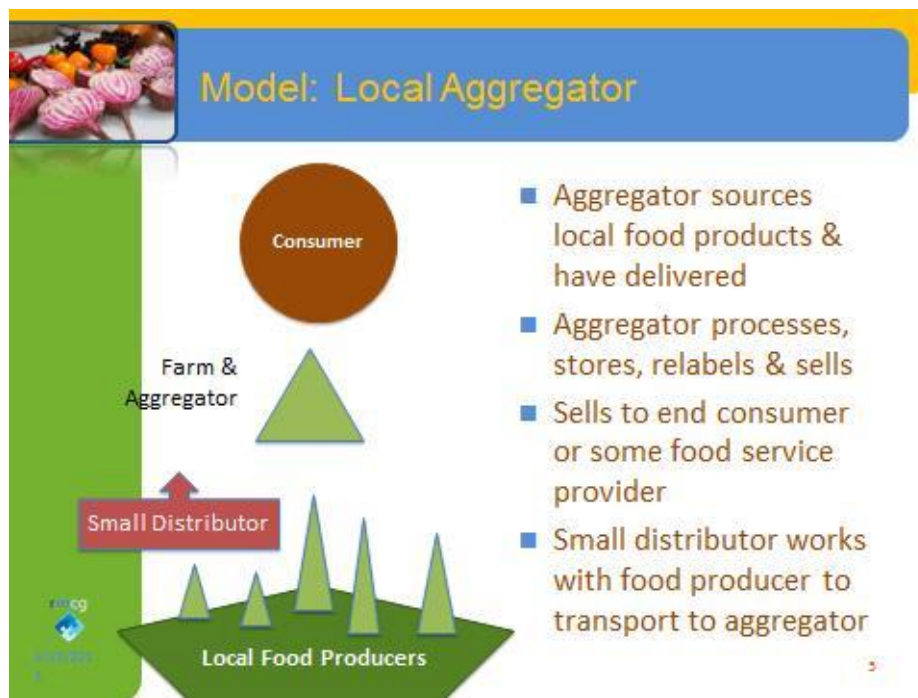 Model: Local Aggregator
Consumer
Farm &
Aggregator
Small Distributor
Local Food Producers
Aggregator sources
local food products &
have delivered
Aggregator processes,
stores, relabels & sells
Sells to end consumer
or some food service
provider
Small distributor works
with food producer to
transport to aggregator